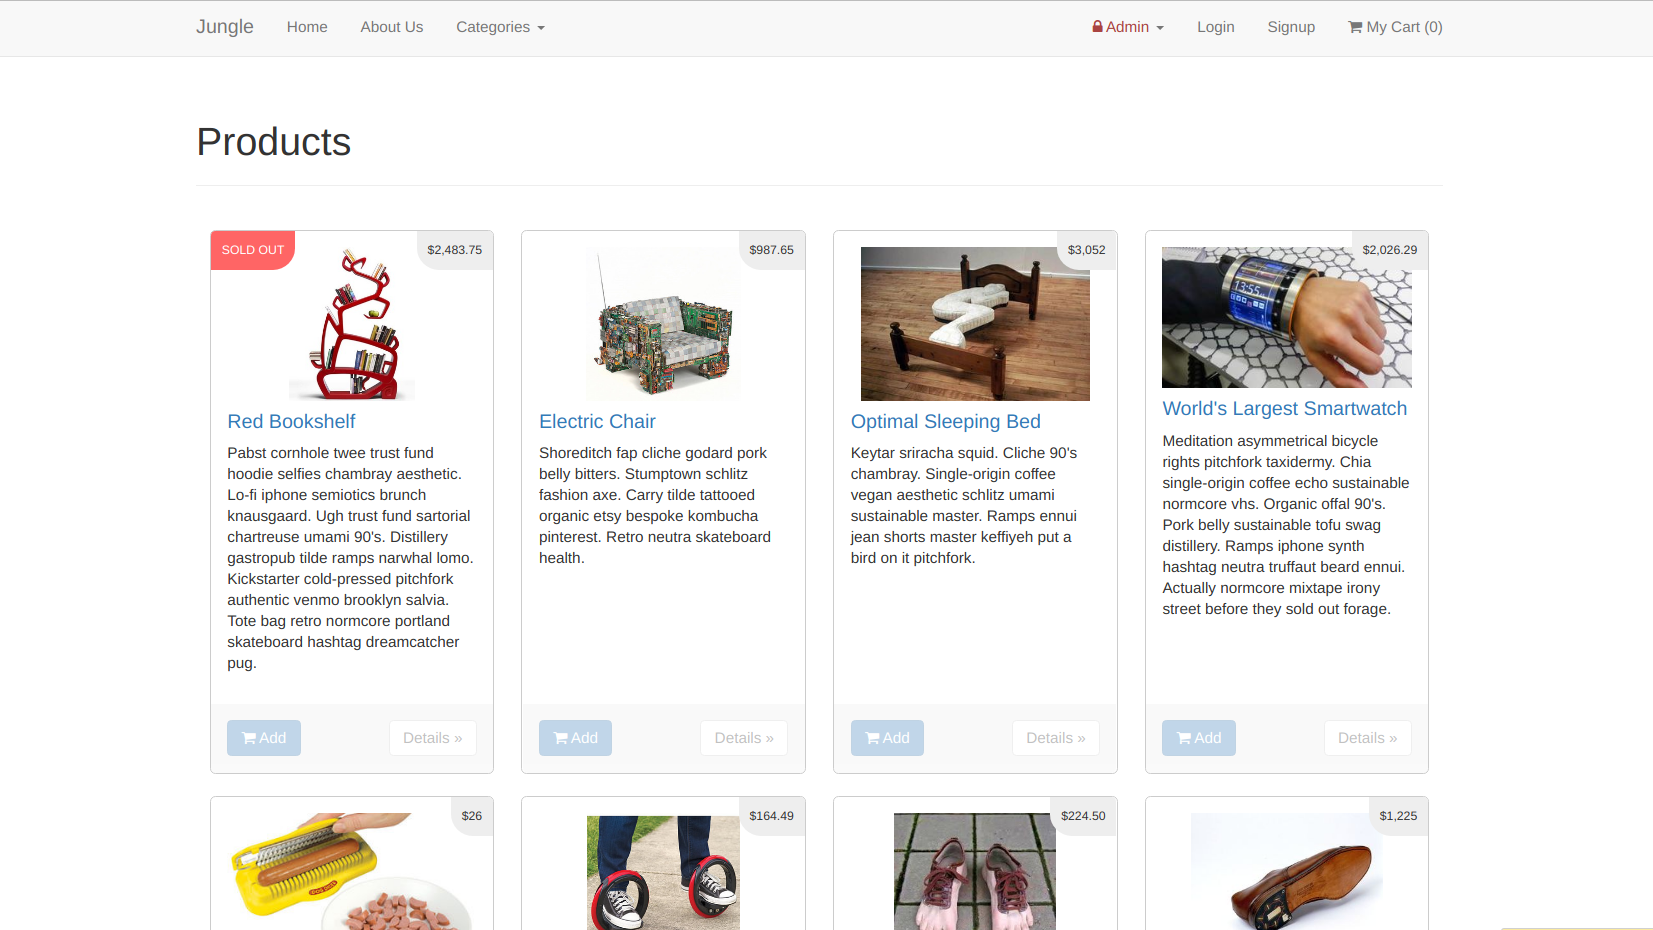 Jungle Home About Us Categories Admin Login Signup My Cart (0)
Products
SOLD OUT $2,483.75
Red Bookshelf
Pabst cornhole twee trust fund
hoodie selfies chambray aesthetic.
Lo-fi iphone semiotics brunch
knausgaard. Ugh trust fund sartorial
chartreuse umami 90's. Distillery
gastropub tilde ramps narwhal lomo.
Kickstarter cold-pressed pitchfork
authentic venmo brooklyn salvia.
Tote bag retro normcore portland
skateboard hashtag dreamcatcher
pug.
Add Details »
$987.65
Electric Chair
Shoreditch fap cliche godard pork
belly bitters. Stumptown schlitz
fashion axe. Carry tilde tattooed
organic etsy bespoke kombucha
pinterest. Retro neutra skateboard
health.
Add Details »
$3,052
Optimal Sleeping Bed
Keytar sriracha squid. Cliche 90's
chambray. Single-origin coffee
vegan aesthetic schlitz umami
sustainable master. Ramps ennui
jean shorts master keffiyeh put a
bird on it pitchfork.
Add Details »
$2,026.29
13:55
World's Largest Smartwatch
Meditation asymmetrical bicycle
rights pitchfork taxidermy. Chia
single-origin coffee echo sustainable
normcore vhs. Organic offal 90's.
Pork belly sustainable tofu swag
distillery. Ramps iphone synth
hashtag neutra truffaut beard ennui.
Actually normcore mixtape irony
street before they sold out forage.
Add Details »
$26
$164.49
$224.50
$1,225